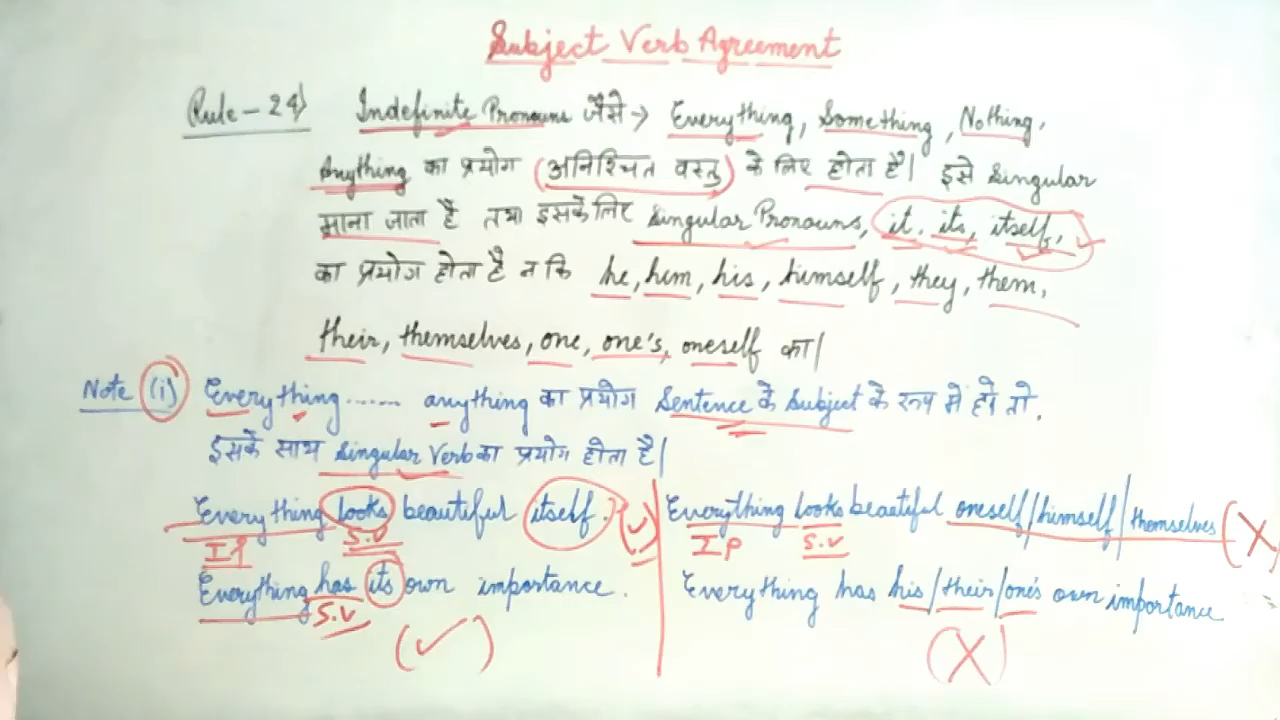 Subject Verb Agreement
Rule-24) Indefinite Pronouns जैसे → Everything, Something, Nothing,
Anything का प्रयोग (अनिश्चित वस्तु) के लिए होता है। इसे Singular
माना जाता है तथा इसके लिए Singular Pronouns, it, its, itself,
का प्रयोग होता है न कि he, him, his, himself, they, them,
their, themselves, one, one's, oneself का।
Note (i) Everything ...... anything का प्रयोग Sentence के Subject के रूप में हो तो,
इसके साथ Singular Verb का प्रयोग होता है।
Everything looks beautiful itself. (✓)
I P S.V
Everything has its own importance.
S.V
(✓)
Everything looks beautiful oneself/himself/themselves (X)
I P S.V
Everything has his/their/one's own importance
(X)